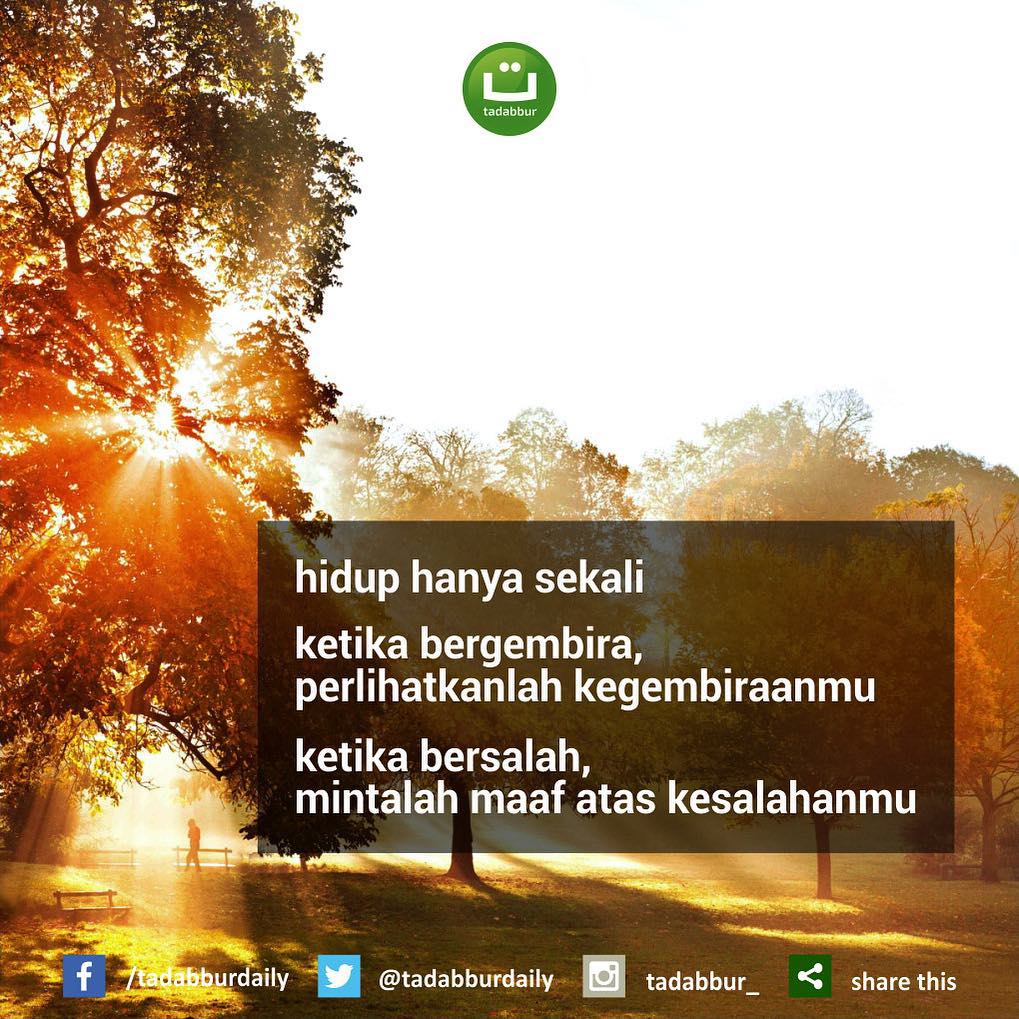 tadabbur
hidup hanya sekali
ketika bergembira,
perlihatkanlah kegembiraanmu
ketika bersalah,
mintalah maaf atas kesalahanmu
/tadabburdaily @tadabburdaily tadabbur_ share this